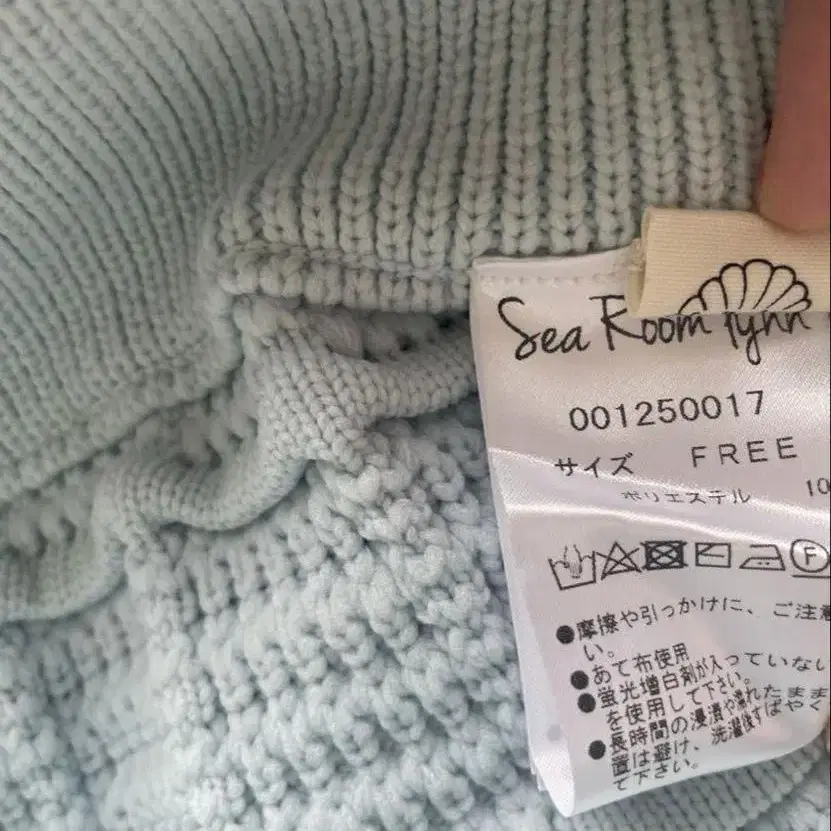 Sea Room lynn
001250017
サイズ FREE
ポリエステル 10
F
●摩擦や引っかけに、ご注意
い。
●あて布使用
●蛍光増白剤が入っていない
を使用して下さい。
●長時間の浸漬や濡れたまま
置は避け、洗濯後すばやく
て下さい。